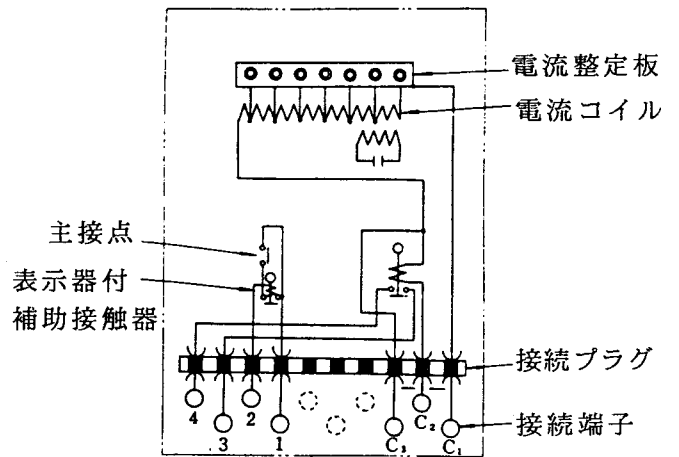 電流整定板
電流コイル
主接点
表示器付
補助接触器
接続プラグ
4
2
C₂
3
1
C₃
C₁
接続端子